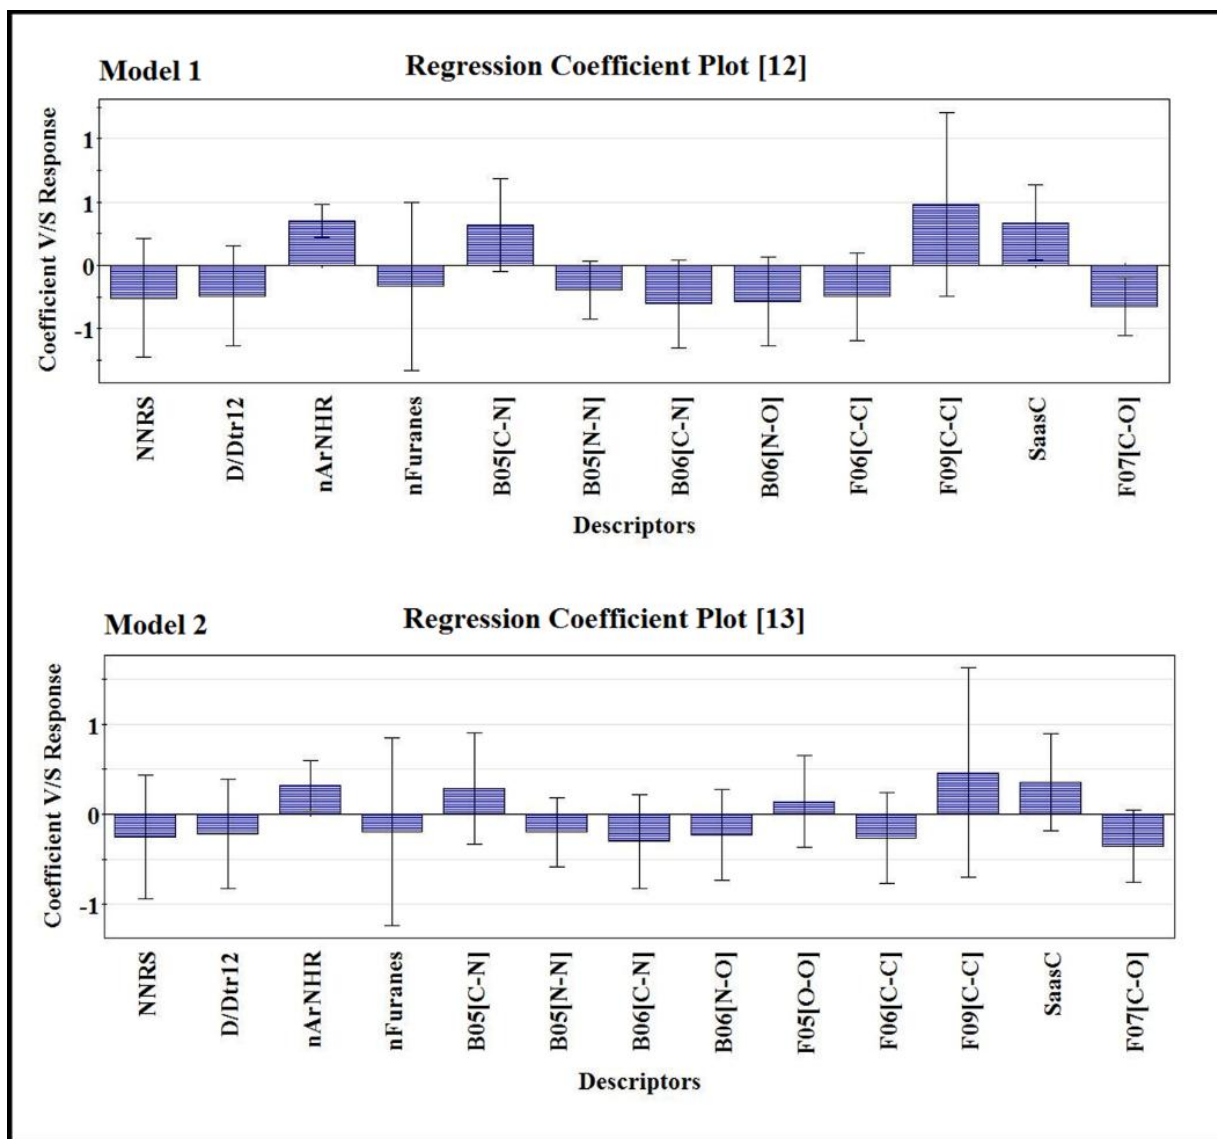 Model 1
Regression Coefficient Plot [12]
Coefficient V/S Response
1
1
0
-1
NNRS
D/Dtr12
nArNHR
nFuranes
B05[C-N]
B05[N-N]
B06[C-N]
B06[N-O]
F06[C-C]
F09[C-C]
SaasC
F07[C-O]
Descriptors
Model 2
Regression Coefficient Plot [13]
Coefficient V/S Response
1
0
-1
NNRS
D/Dtr12
nArNHR
nFuranes
B05[C-N]
B05[N-N]
B06[C-N]
B06[N-O]
F05[O-O]
F06[C-C]
F09[C-C]
SaasC
F07[C-O]
Descriptors